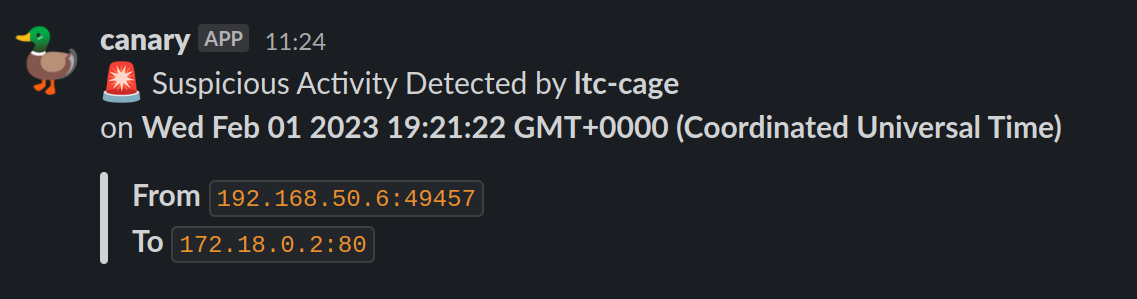 canary APP 11:24
🚨 Suspicious Activity Detected by ltc-cage
on Wed Feb 01 2023 19:21:22 GMT+0000 (Coordinated Universal Time)
From 192.168.50.6:49457
To 172.18.0.2:80